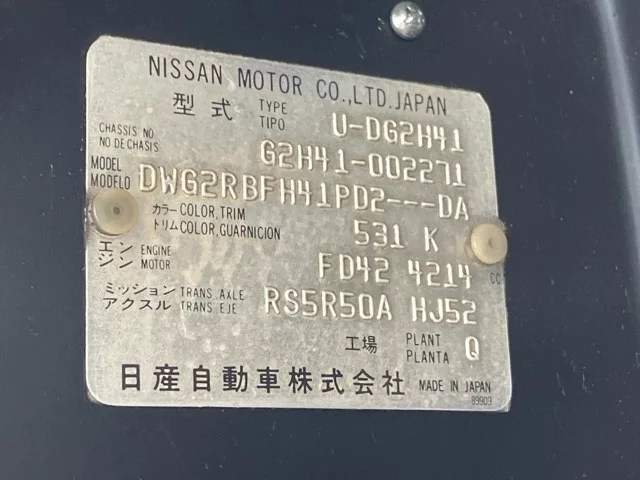 NISSAN MOTOR CO.,LTD.JAPAN
型式 TYPE TIPO U-DG2H41
CHASSIS NO NO DE CHASIS G2H41-002271
MODEL MODELO DWG2RBFH41PD2---DA
カラー COLOR, TRIM
トリム COLOR, GUARNICION 531 K
エンジン ENGINE MOTOR FD42 4214 CC
ミッション TRANS. AXLE
アクスル TRANS. EJE RS5R50A HJ52
工場 PLANT PLANTA Q
日産自動車株式会社 MADE IN JAPAN
89909